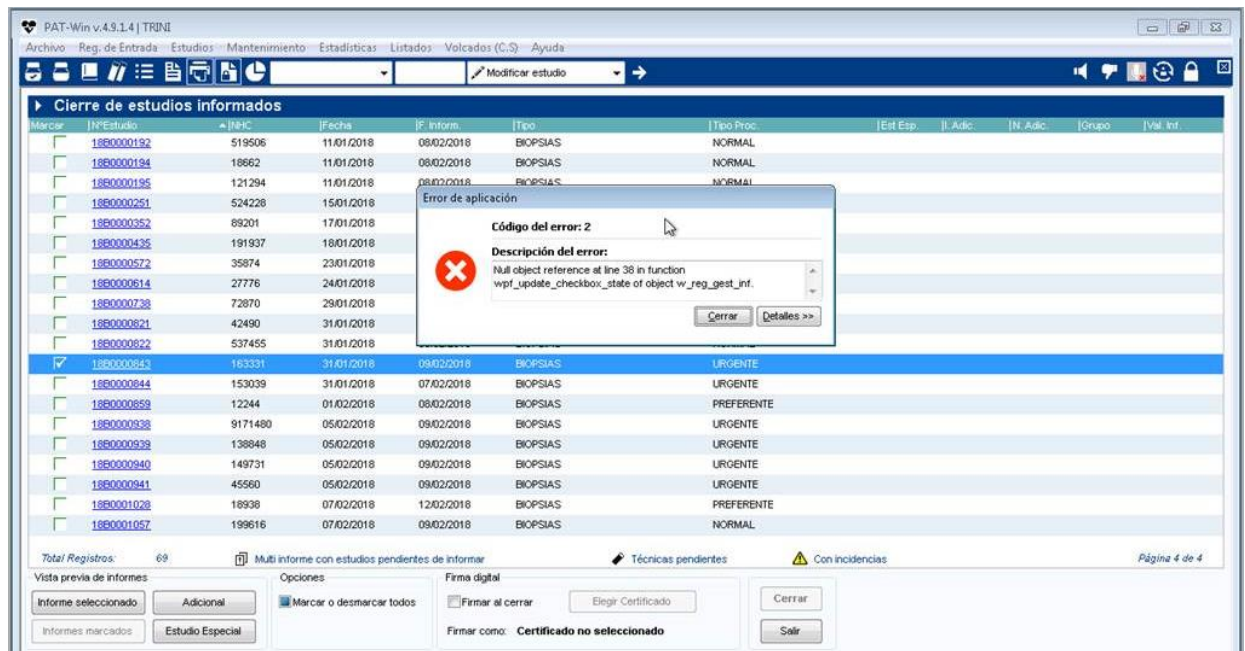 PAT-Win v.4.9.1.4 | TRINI
Archivo Reg. de Entrada Estudios Mantenimiento Estadísticas Listados Volcados (C.S) Ayuda
Modificar estudio
Cierre de estudios informados
Marcar NºEstudio NHC Fecha F. Inform. Tipo Tipo Proc. Est Esp. I. Adic. N. Adic. Grupo Val. Inf.
18B0000192 519506 11/01/2018 08/02/2018 BIOPSIAS NORMAL
18B0000194 18662 11/01/2018 08/02/2018 BIOPSIAS NORMAL
18B0000195 121294 11/01/2018 08/02/2018 BIOPSIAS NORMAL
18B0000251 524228 15/01/2018
18B0000352 89201 17/01/2018
18B0000435 191937 18/01/2018
18B0000572 35874 23/01/2018
18B0000614 27776 24/01/2018
18B0000738 72870 29/01/2018
18B0000821 42490 31/01/2018
18B0000822 537455 31/01/2018
18B0000843 163331 31/01/2018 09/02/2018 BIOPSIAS URGENTE
18B0000844 153039 31/01/2018 07/02/2018 BIOPSIAS URGENTE
18B0000859 12244 01/02/2018 08/02/2018 BIOPSIAS PREFERENTE
18B0000938 9171480 05/02/2018 09/02/2018 BIOPSIAS URGENTE
18B0000939 138848 05/02/2018 09/02/2018 BIOPSIAS URGENTE
18B0000940 149731 05/02/2018 09/02/2018 BIOPSIAS URGENTE
18B0000941 45560 05/02/2018 09/02/2018 BIOPSIAS URGENTE
18B0001028 18938 07/02/2018 12/02/2018 BIOPSIAS PREFERENTE
18B0001057 199616 07/02/2018 09/02/2018 BIOPSIAS NORMAL
Error de aplicación
Código del error: 2
Descripción del error:
Null object reference at line 38 in function
wpf_update_checkbox_state of object w_reg_gest_inf.
Cerrar Detalles >>
Total Registros: 69 Multi informe con estudios pendientes de informar Técnicas pendientes Con incidencias Página 4 de 4
Vista previa de informes Opciones Firma digital
Informe seleccionado Adicional Marcar o desmarcar todos Firmar al cerrar Elegir Certificado Cerrar
Informes marcados Estudio Especial Firmar como: Certificado no seleccionado Salir